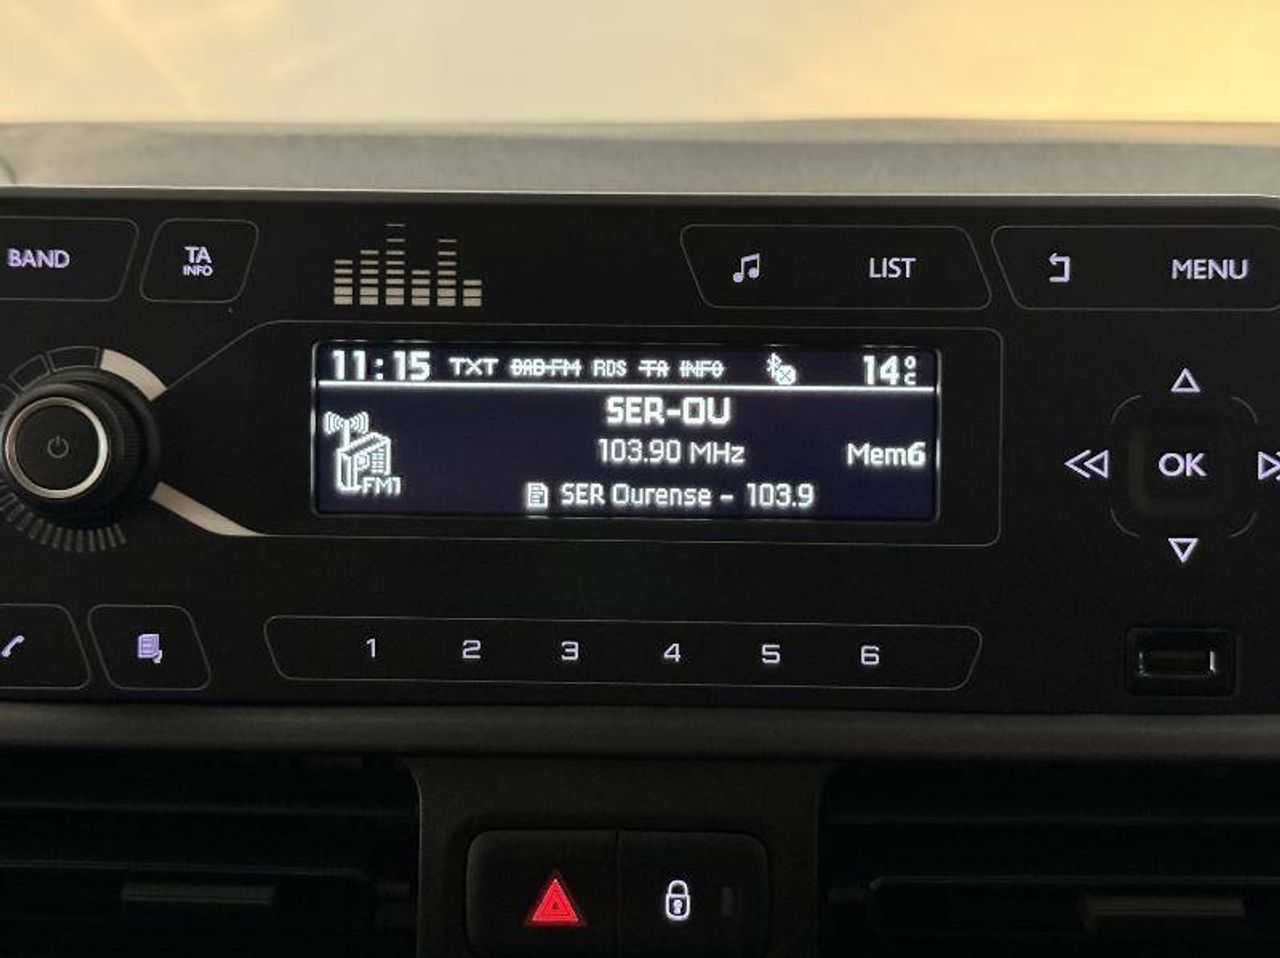 BAND
TA
INFO
LIST
MENU
11:15 TXT DAB-FM RDS TA INFO 14°C
SER-OU
103.90 MHz
Mem6
FM1
SER Ourense - 103.9
OK
1 2 3 4 5 6